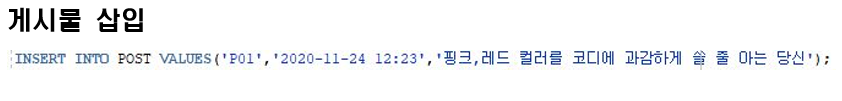 게시물 삽입
INSERT INTO POST VALUES('P01','2020-11-24 12:23','핑크,레드 컬러를 코디에 과감하게 쓸 줄 아는 당신');